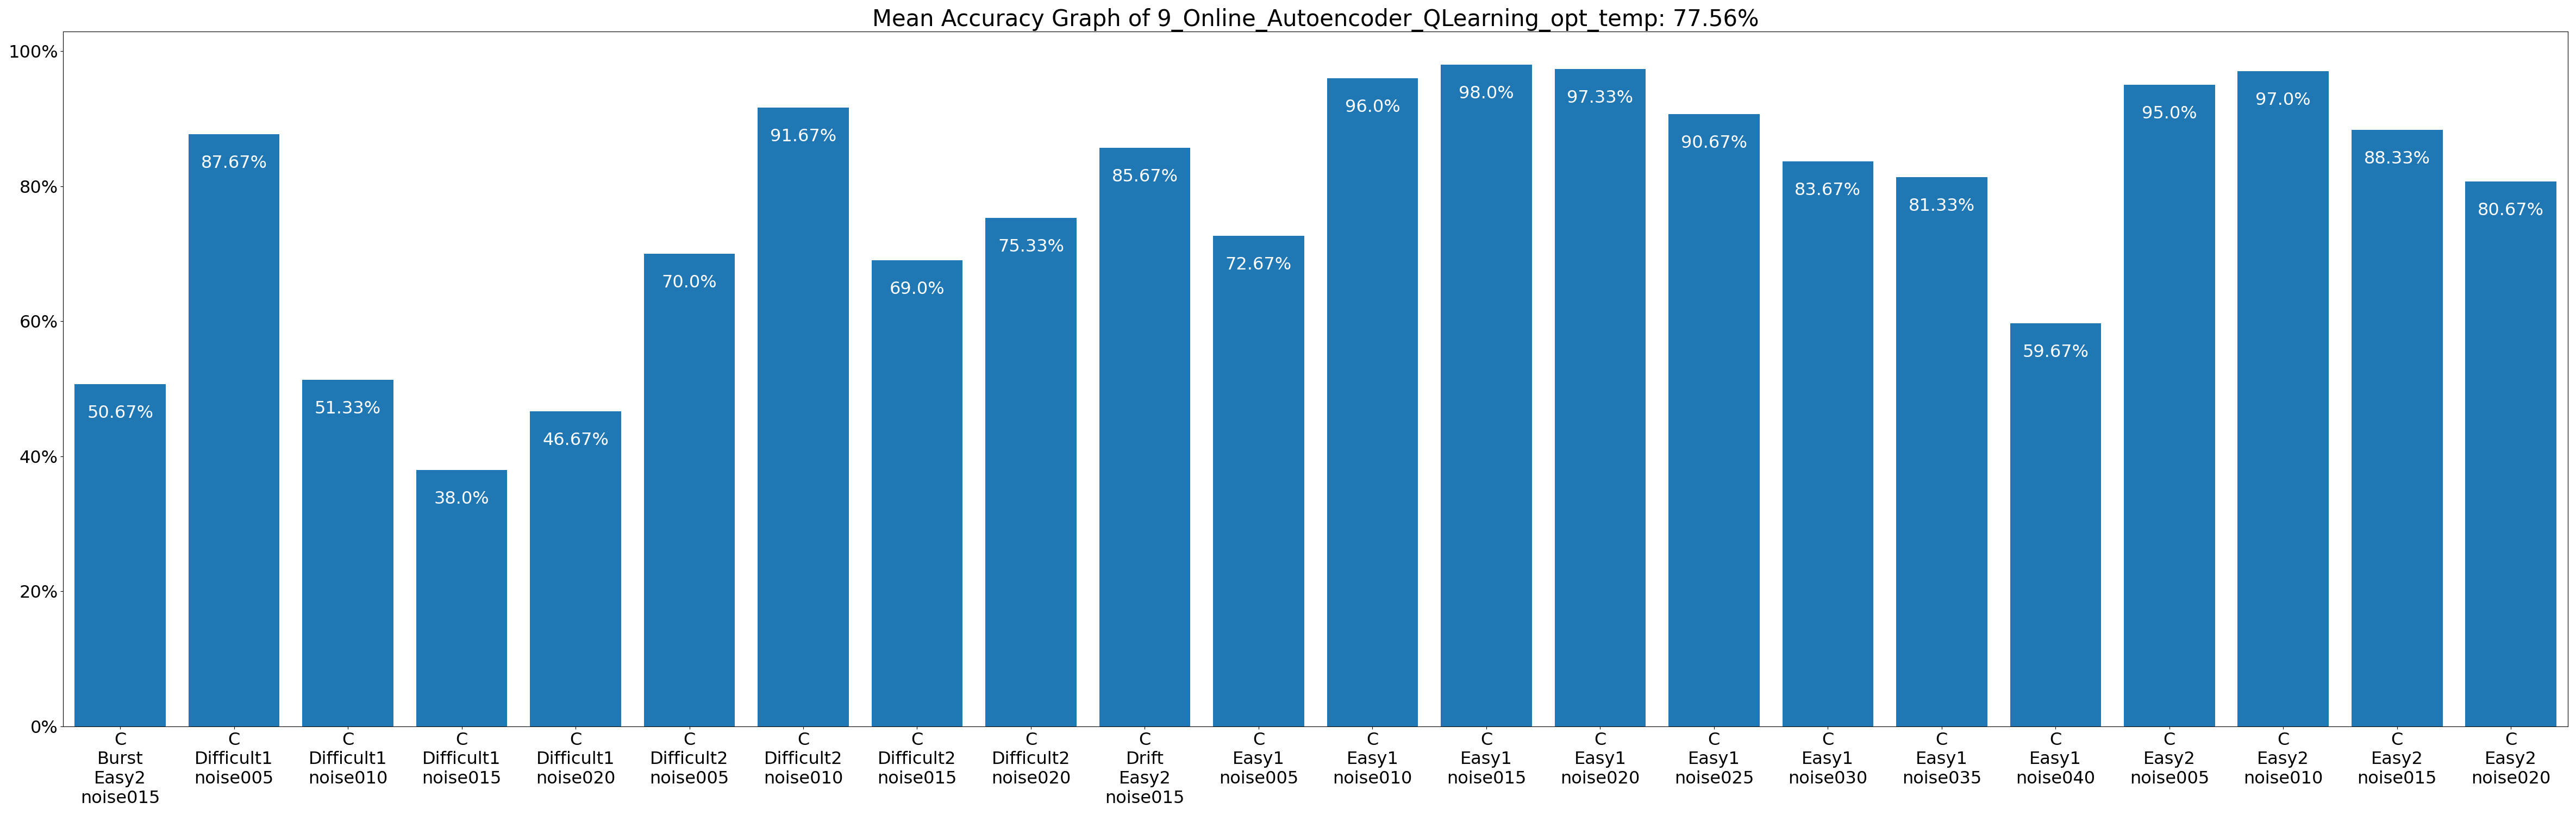 Mean Accuracy Graph of 9_Online_Autoencoder_QLearning_opt_temp: 77.56%
100%
80%
60%
40%
20%
0%
50.67%
87.67%
51.33%
38.0%
46.67%
70.0%
91.67%
69.0%
75.33%
85.67%
72.67%
96.0%
98.0%
97.33%
90.67%
83.67%
81.33%
59.67%
95.0%
97.0%
88.33%
80.67%
C
Burst
Easy2
noise015
C
Difficult1
noise005
C
Difficult1
noise010
C
Difficult1
noise015
C
Difficult1
noise020
C
Difficult2
noise005
C
Difficult2
noise010
C
Difficult2
noise015
C
Difficult2
noise020
C
Drift
Easy2
noise015
C
Easy1
noise005
C
Easy1
noise010
C
Easy1
noise015
C
Easy1
noise020
C
Easy1
noise025
C
Easy1
noise030
C
Easy1
noise035
C
Easy1
noise040
C
Easy2
noise005
C
Easy2
noise010
C
Easy2
noise015
C
Easy2
noise020